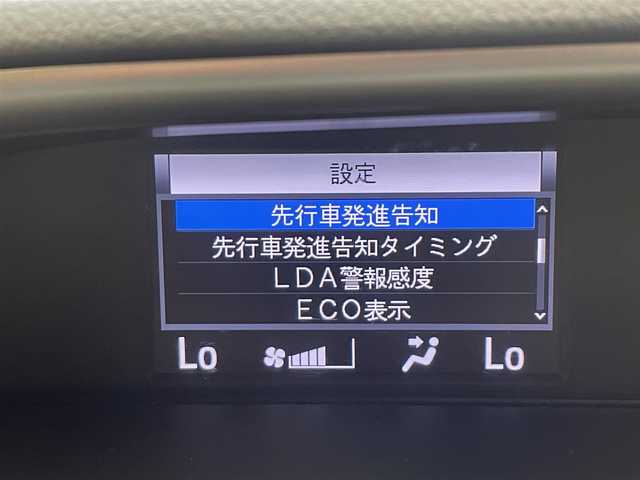 設定
先行車発進告知
先行車発進告知タイミング
LDA警報感度
ECO表示
Lo Lo